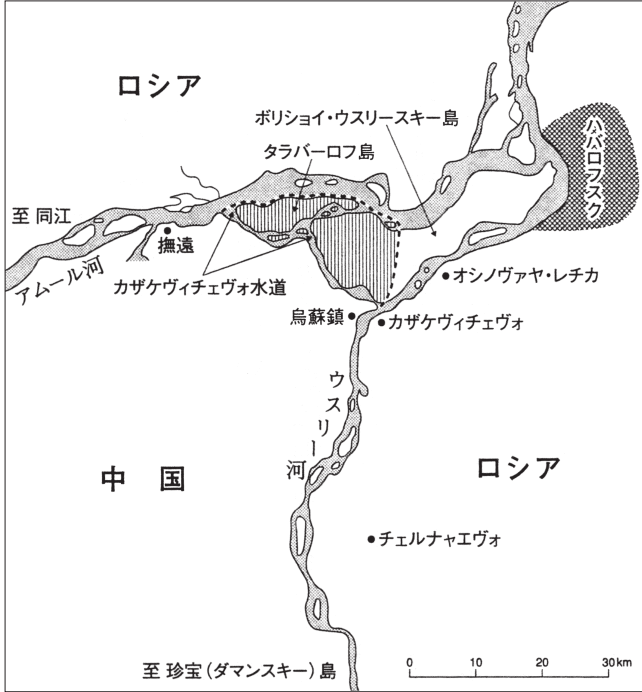 ロシア
ボリショイ・ウスリースキー島
タラバーロフ島
ハバロフスク
至 同江
撫遠
アムール河
カザケヴィチェヴォ水道
オシノヴァヤ・レチカ
烏蘇鎮
カザケヴィチェヴォ
ウスリー河
中国
ロシア
チェルナャエヴォ
至 珍宝(ダマンスキー)島
0 10 20 30km